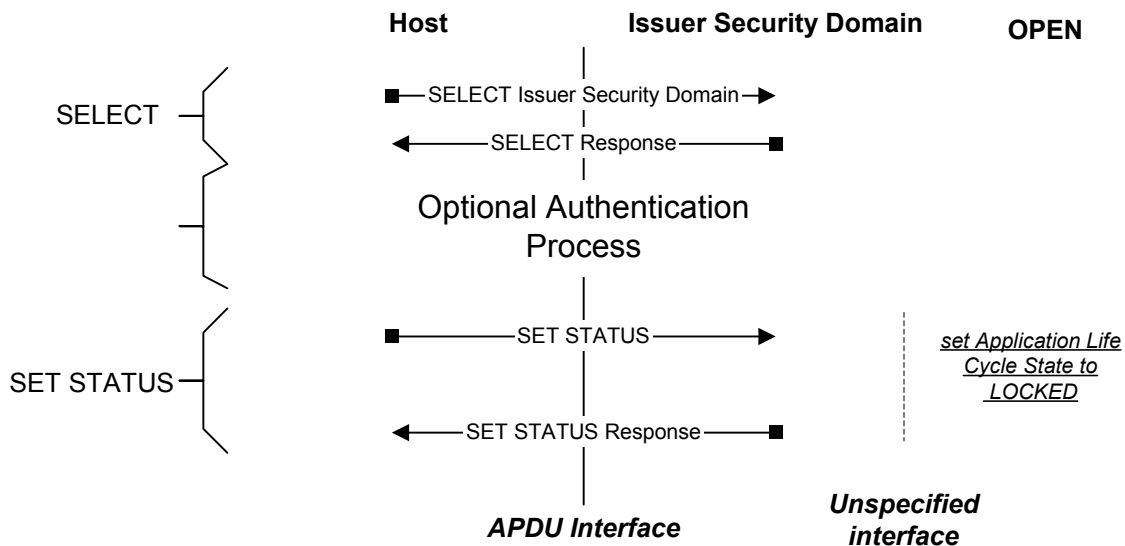 Host
Issuer Security Domain
OPEN
SELECT
SELECT Issuer Security Domain
SELECT Response
Optional Authentication
Process
SET STATUS
SET STATUS
set Application Life
Cycle State to
LOCKED
SET STATUS Response
APDU Interface
Unspecified
interface